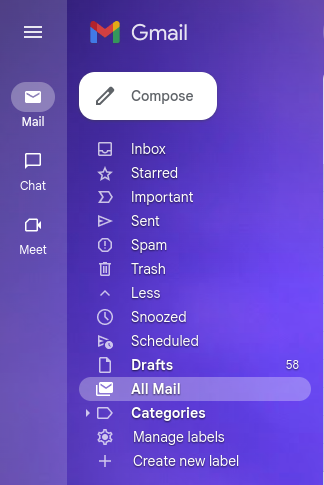 Gmail
Compose
Mail
Chat
Meet
Inbox
Starred
Important
Sent
Spam
Trash
Less
Snoozed
Scheduled
Drafts 58
All Mail
Categories
Manage labels
Create new label